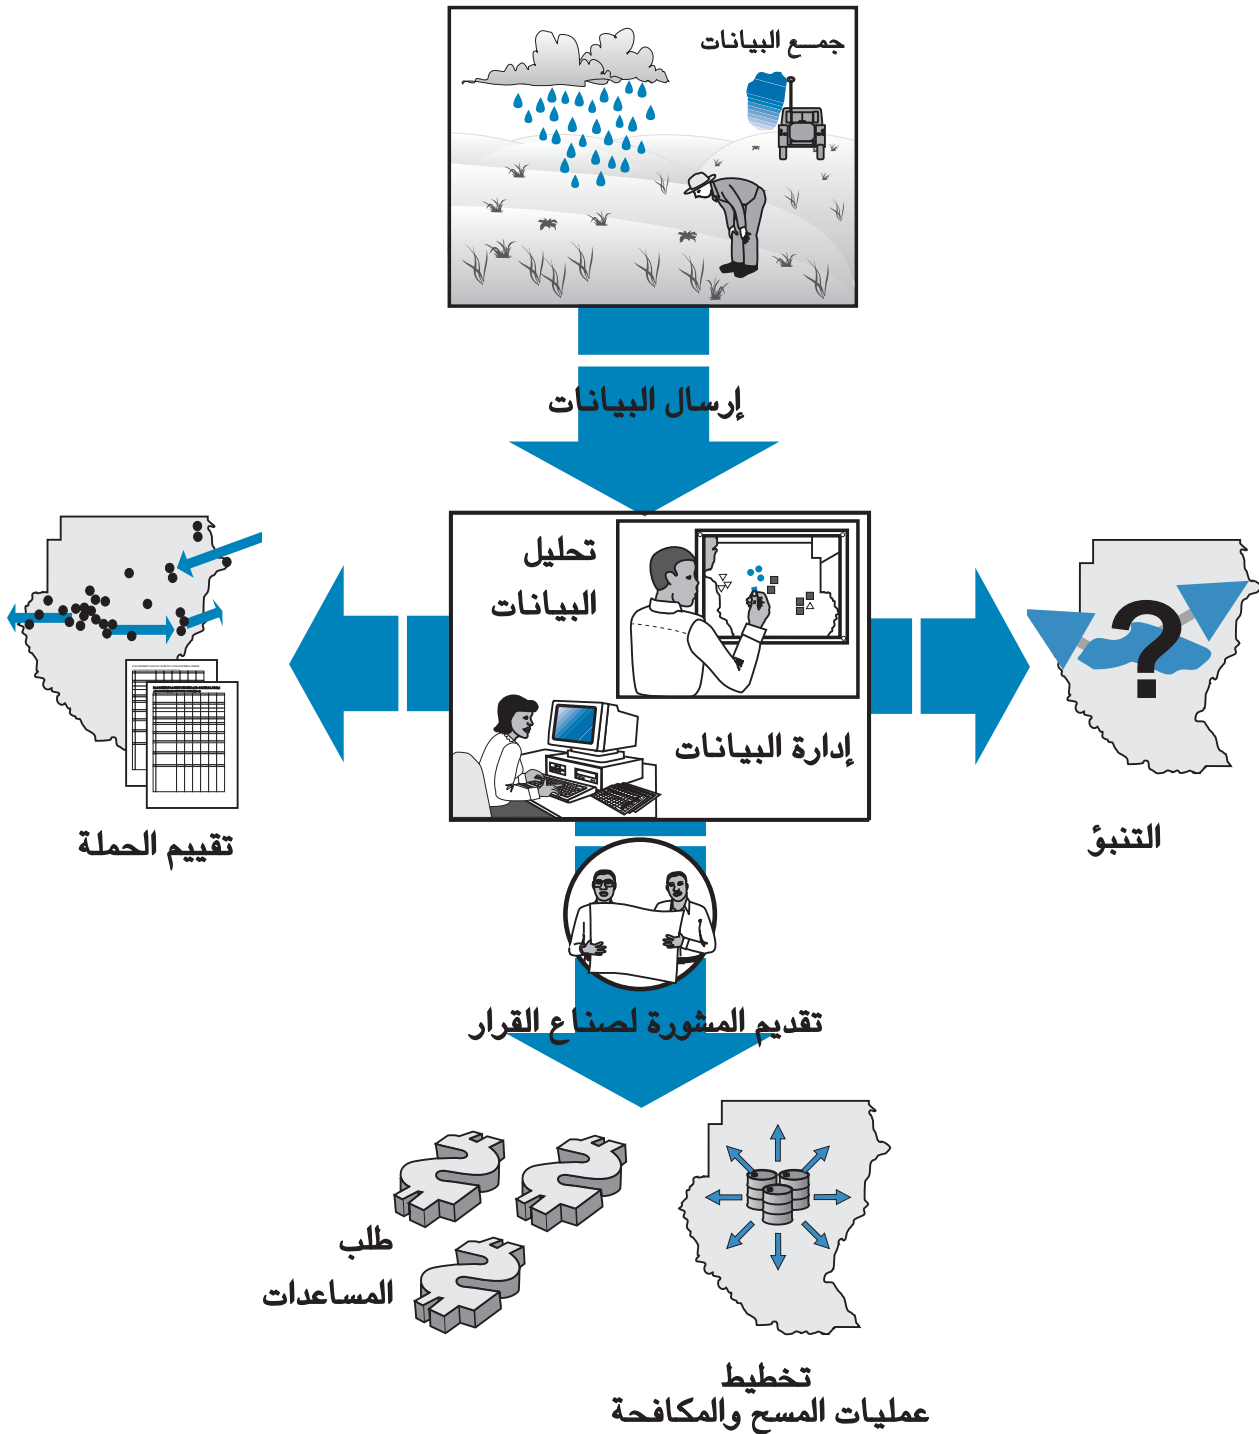 جمع البيانات
إرسال البيانات
تحليل
البيانات
إدارة البيانات
التنبؤ
تقييم الحملة
تقديم المشورة لصناع القرار
طلب
المساعدات
تخطيط
عمليات المسح والمكافحة